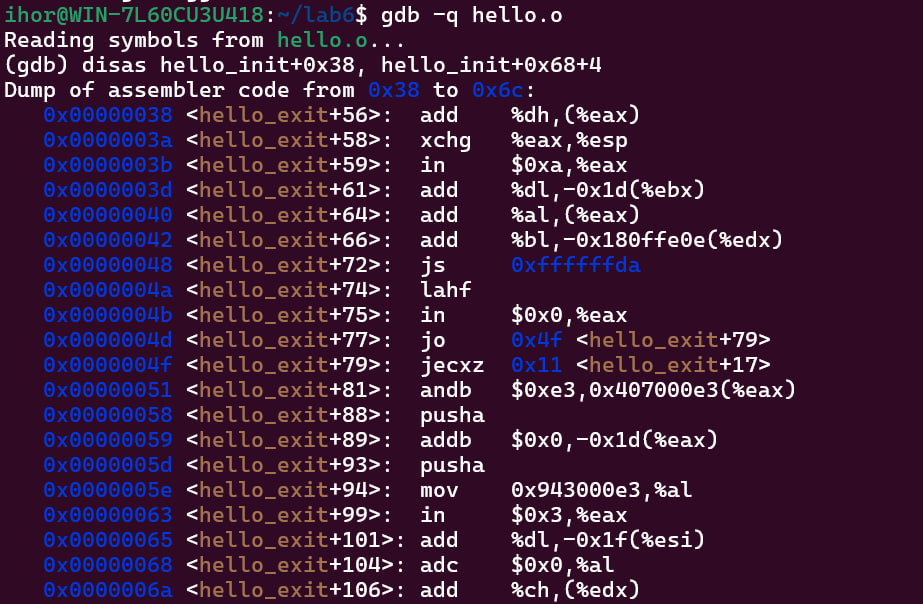 ihor@WIN-7L60CU3U418:~/lab6$ gdb -q hello.o
Reading symbols from hello.o...
(gdb) disas hello_init+0x38, hello_init+0x68+4
Dump of assembler code from 0x38 to 0x6c:
   0x00000038 <hello_exit+56>:  add    %dh,(%eax)
   0x0000003a <hello_exit+58>:  xchg   %eax,%esp
   0x0000003b <hello_exit+59>:  in     $0xa,%eax
   0x0000003d <hello_exit+61>:  add    %dl,-0x1d(%ebx)
   0x00000040 <hello_exit+64>:  add    %al,(%eax)
   0x00000042 <hello_exit+66>:  add    %bl,-0x180ffe0e(%edx)
   0x00000048 <hello_exit+72>:  js     0xffffffda
   0x0000004a <hello_exit+74>:  lahf
   0x0000004b <hello_exit+75>:  in     $0x0,%eax
   0x0000004d <hello_exit+77>:  jo     0x4f <hello_exit+79>
   0x0000004f <hello_exit+79>:  jecxz  0x11 <hello_exit+17>
   0x00000051 <hello_exit+81>:  andb   $0xe3,0x407000e3(%eax)
   0x00000058 <hello_exit+88>:  pusha
   0x00000059 <hello_exit+89>:  addb   $0x0,-0x1d(%eax)
   0x0000005d <hello_exit+93>:  pusha
   0x0000005e <hello_exit+94>:  mov    0x943000e3,%al
   0x00000063 <hello_exit+99>:  in     $0x3,%eax
   0x00000065 <hello_exit+101>: add    %dl,-0x1f(%esi)
   0x00000068 <hello_exit+104>: adc    $0x0,%al
   0x0000006a <hello_exit+106>: add    %ch,(%edx)